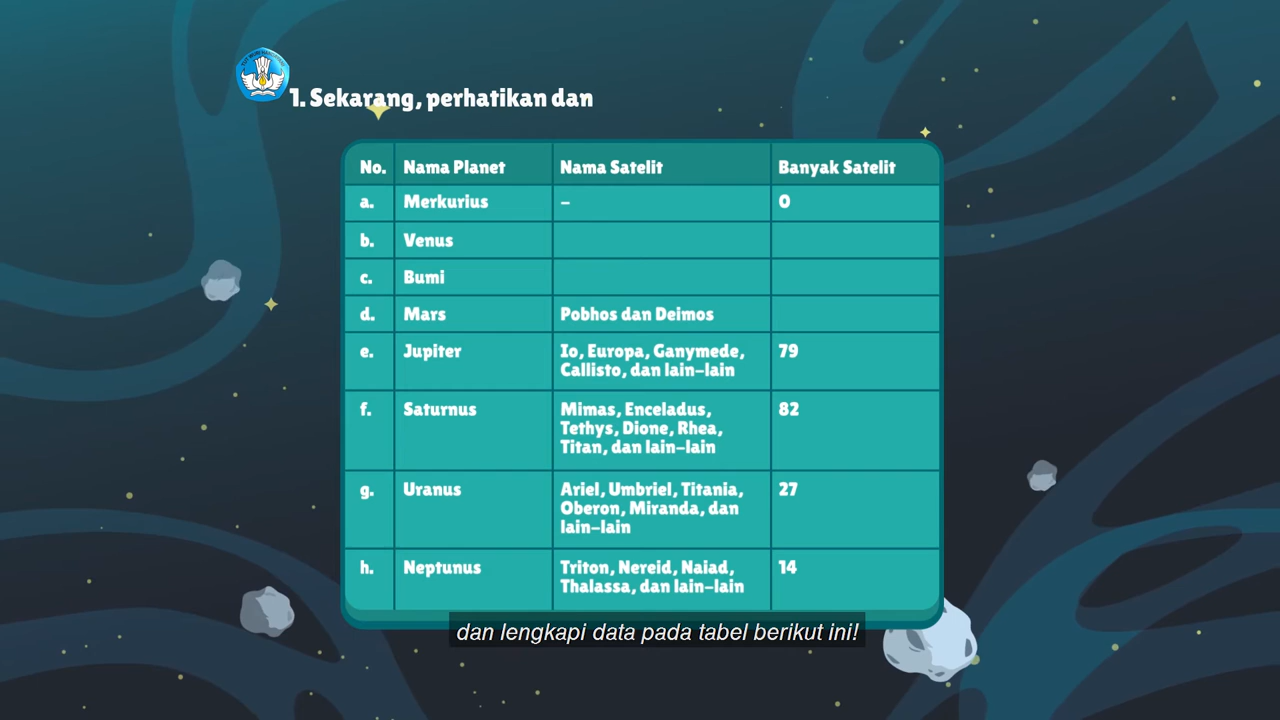 1. Sekarang, perhatikan dan
No. Nama Planet Nama Satelit Banyak Satelit
a. Merkurius – 0
b. Venus
c. Bumi
d. Mars Pobhos dan Deimos
e. Jupiter Io, Europa, Ganymede, 79
Callisto, dan lain-lain
f. Saturnus Mimas, Enceladus, 82
Tethys, Dione, Rhea,
Titan, dan lain-lain
g. Uranus Ariel, Umbriel, Titania, 27
Oberon, Miranda, dan
lain-lain
h. Neptunus Triton, Nereid, Naiad, 14
Thalassa, dan lain-lain
dan lengkapi data pada tabel berikut ini!